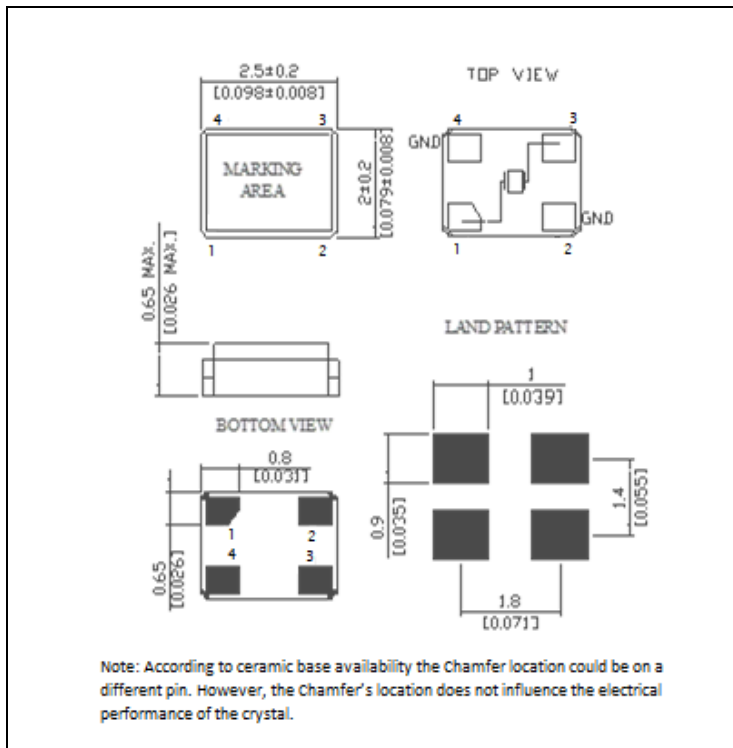 2.5±0.2
[0.098±0.008]
TOP VIEW
4 3
MARKING
AREA
1 2
2±0.2
[0.079±0.008]
4 3
GND
GND
1 2
0.65 MAX.
[0.026 MAX.]
LAND PATTERN
1
[0.039]
BOTTOM VIEW
0.8
[0.031]
1 2
4 3
0.65
[0.026]
0.9
[0.035]
1.4
[0.055]
1.8
[0.071]
Note: According to ceramic base availability the Chamfer location could be on a
different pin. However, the Chamfer's location does not influence the electrical
performance of the crystal.